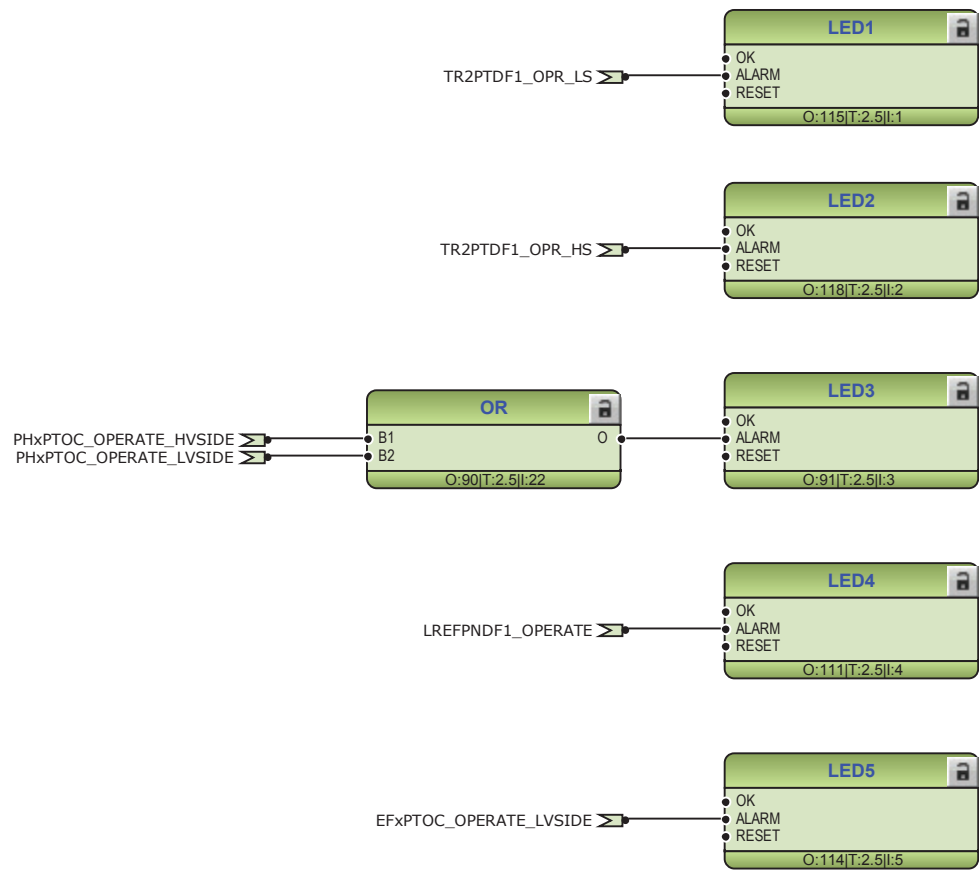 LED1
OK
TR2PTDF1_OPR_LS
ALARM
RESET
O:115|T:2.5|I:1
LED2
OK
TR2PTDF1_OPR_HS
ALARM
RESET
O:118|T:2.5|I:2
LED3
OR
OK
PHxPTOC_OPERATE_HVSIDE
B1
O
ALARM
PHxPTOC_OPERATE_LVSIDE
B2
RESET
O:90|T:2.5|I:22
O:91|T:2.5|I:3
LED4
OK
LREFPNDF1_OPERATE
ALARM
RESET
O:111|T:2.5|I:4
LED5
OK
EFxPTOC_OPERATE_LVSIDE
ALARM
RESET
O:114|T:2.5|I:5